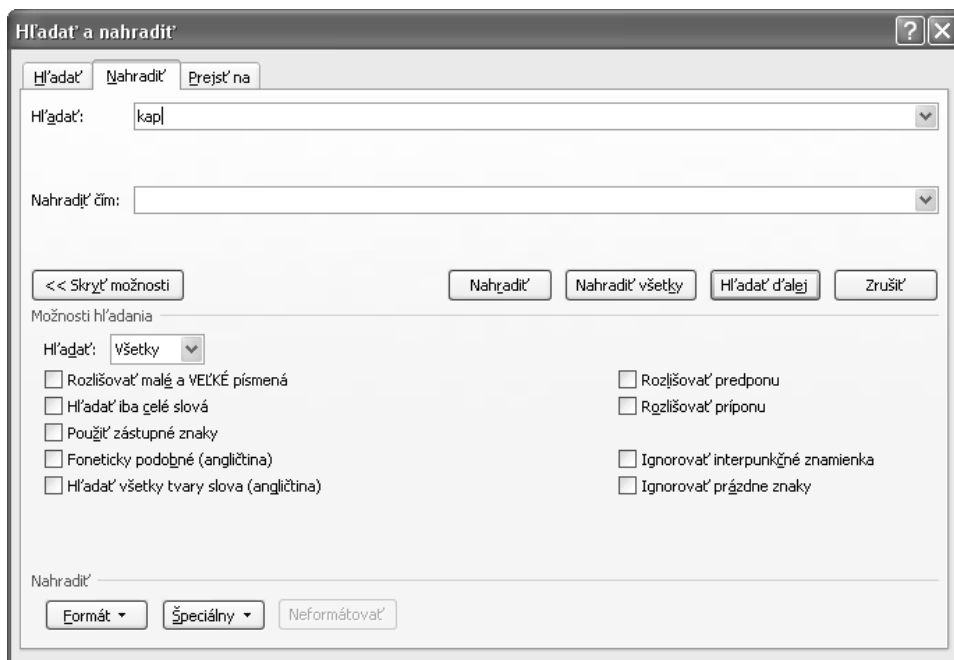 Hľadať a nahradiť
Hľadať Nahradiť Prejsť na
Hľadať: kap
Nahradiť čím:
<< Skryť možnosti Nahradiť Nahradiť všetky Hľadať ďalej Zrušiť
Možnosti hľadania
Hľadať: Všetky
Rozlišovať malé a VEĽKÉ písmená Rozlišovať predponu
Hľadať iba celé slová Rozlišovať príponu
Použiť zástupné znaky
Foneticky podobné (angličtina) Ignorovať interpunkčné znamienka
Hľadať všetky tvary slova (angličtina) Ignorovať prázdne znaky
Nahradiť
Formát Špeciálny Neformátovať